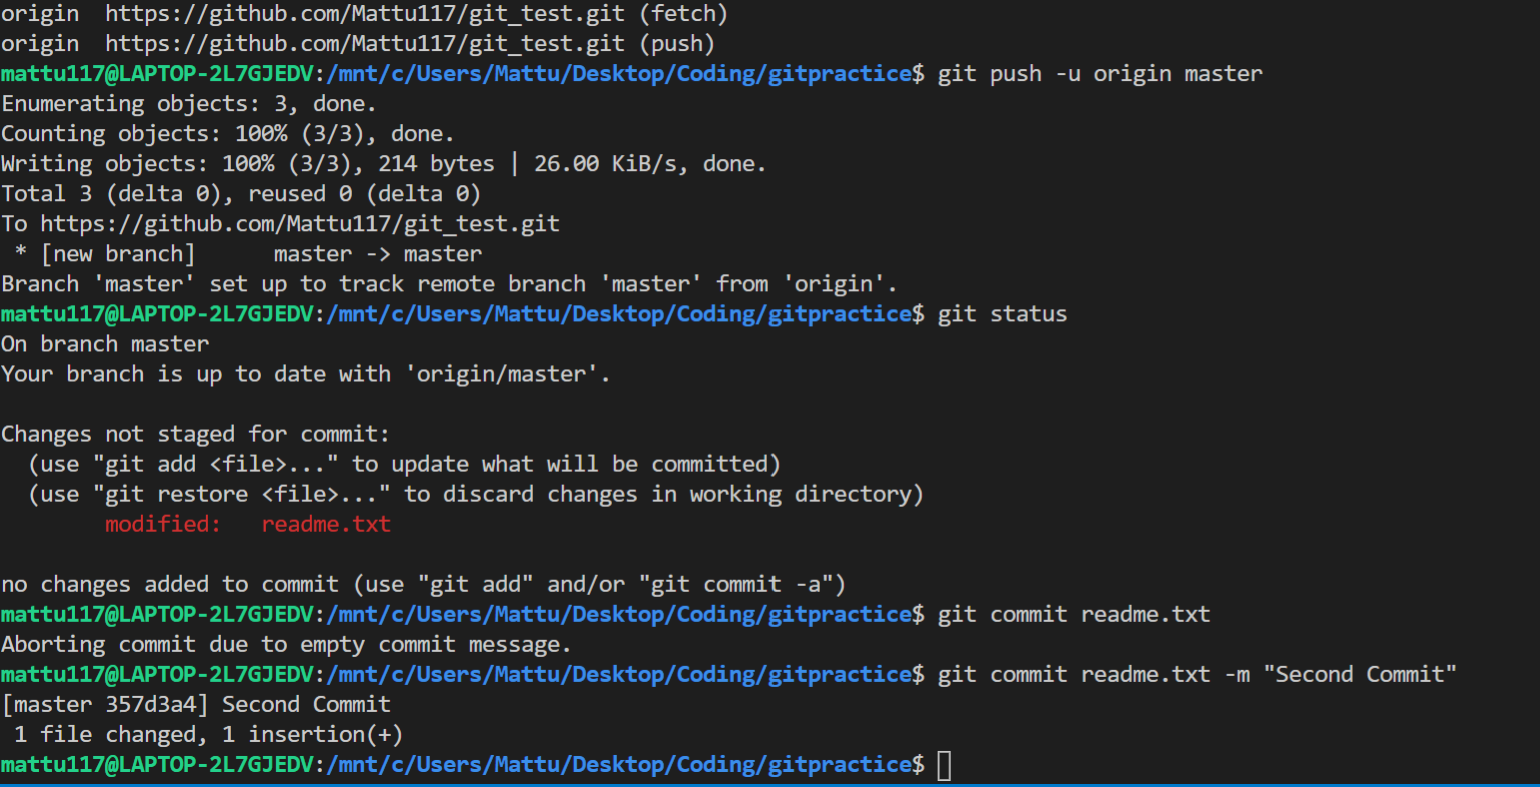 origin  https://github.com/Mattu117/git_test.git (fetch)
origin  https://github.com/Mattu117/git_test.git (push)
mattu117@LAPTOP-2L7GJEDV:/mnt/c/Users/Mattu/Desktop/Coding/gitpractice$ git push -u origin master
Enumerating objects: 3, done.
Counting objects: 100% (3/3), done.
Writing objects: 100% (3/3), 214 bytes | 26.00 KiB/s, done.
Total 3 (delta 0), reused 0 (delta 0)
To https://github.com/Mattu117/git_test.git
 * [new branch]      master -> master
Branch 'master' set up to track remote branch 'master' from 'origin'.
mattu117@LAPTOP-2L7GJEDV:/mnt/c/Users/Mattu/Desktop/Coding/gitpractice$ git status
On branch master
Your branch is up to date with 'origin/master'.

Changes not staged for commit:
  (use "git add <file>..." to update what will be committed)
  (use "git restore <file>..." to discard changes in working directory)
        modified:   readme.txt

no changes added to commit (use "git add" and/or "git commit -a")
mattu117@LAPTOP-2L7GJEDV:/mnt/c/Users/Mattu/Desktop/Coding/gitpractice$ git commit readme.txt
Aborting commit due to empty commit message.
mattu117@LAPTOP-2L7GJEDV:/mnt/c/Users/Mattu/Desktop/Coding/gitpractice$ git commit readme.txt -m "Second Commit"
[master 357d3a4] Second Commit
 1 file changed, 1 insertion(+)
mattu117@LAPTOP-2L7GJEDV:/mnt/c/Users/Mattu/Desktop/Coding/gitpractice$